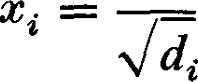 x_i = \frac{}{\sqrt{d_i}}